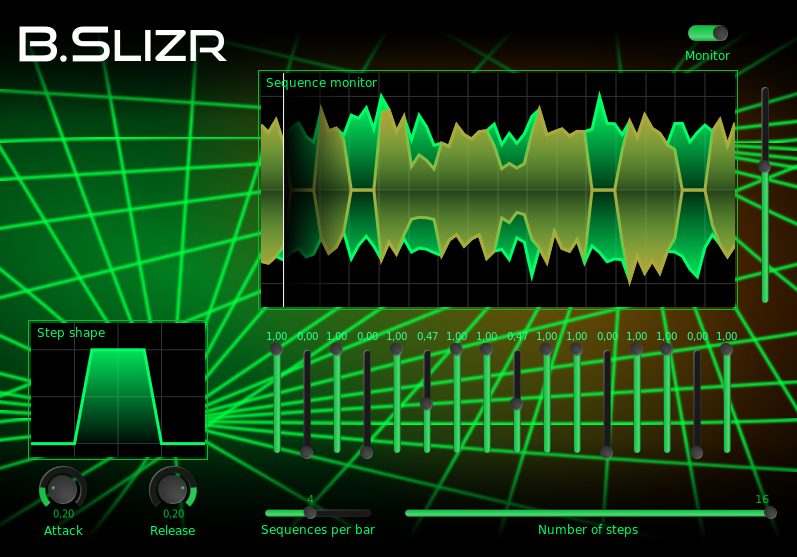 B.SLIZR
Monitor
Sequence monitor
Step shape
1,00 0,00 1,00 0,00 1,00 0,47 1,00 1,00 0,47 1,00 1,00 0,00 1,00 1,00 0,00 1,00
0,20 0,20
Attack Release
4 16
Sequences per bar Number of steps